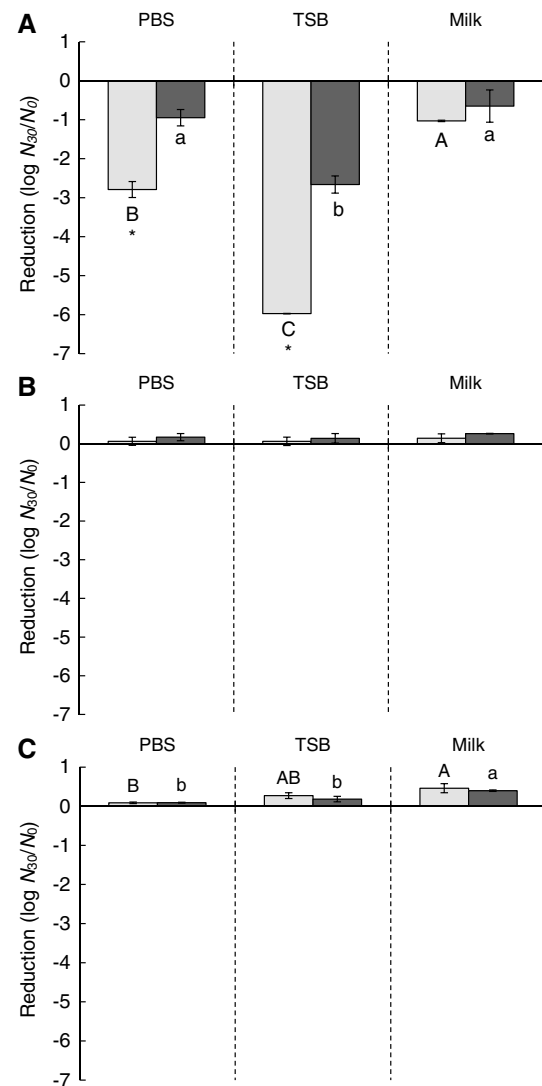 A
PBS TSB Milk
1
0
-1
-2
-3
-4
-5
-6
-7
Reduction (log N30/N0)
B
*
a
C
*
b
A
a
B
PBS TSB Milk
1
0
-1
-2
-3
-4
-5
-6
-7
Reduction (log N30/N0)
C
PBS TSB Milk
1
0
-1
-2
-3
-4
-5
-6
-7
Reduction (log N30/N0)
B b AB b A a